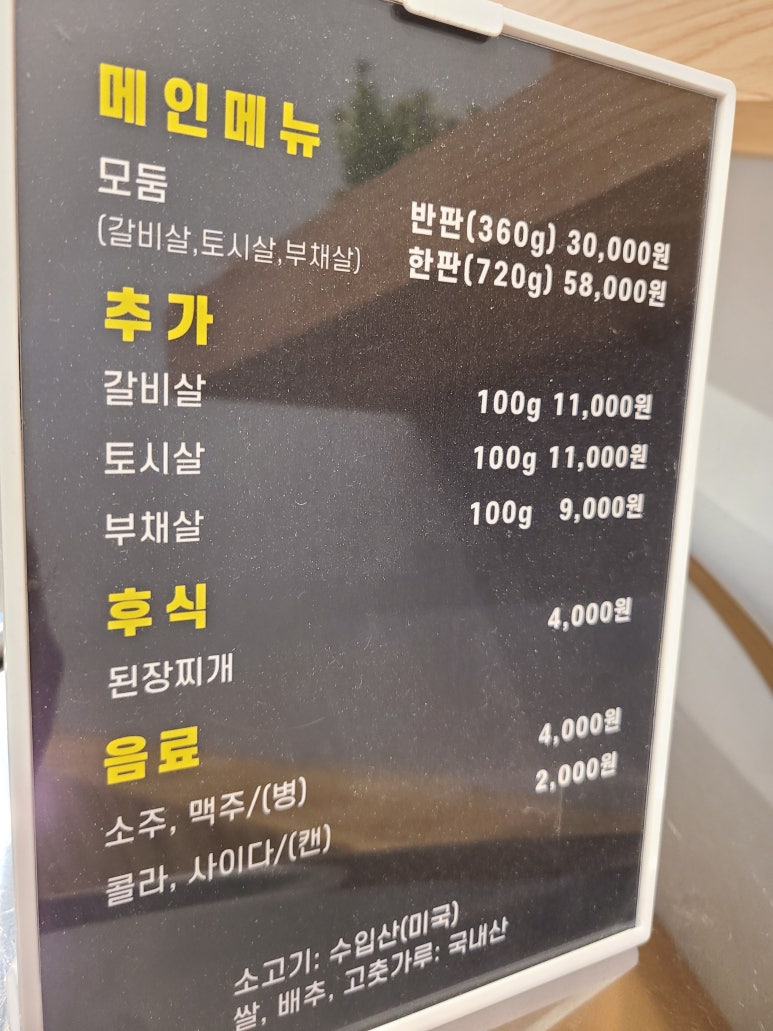 메인메뉴
모둠
(갈비살,토시살,부채살)
반판(360g) 30,000원
한판(720g) 58,000원
추가
갈비살 100g 11,000원
토시살 100g 11,000원
부채살 100g 9,000원
후식
된장찌개 4,000원
음료
소주, 맥주/(병) 4,000원
콜라, 사이다/(캔) 2,000원
소고기: 수입산(미국)
쌀, 배추, 고춧가루: 국내산